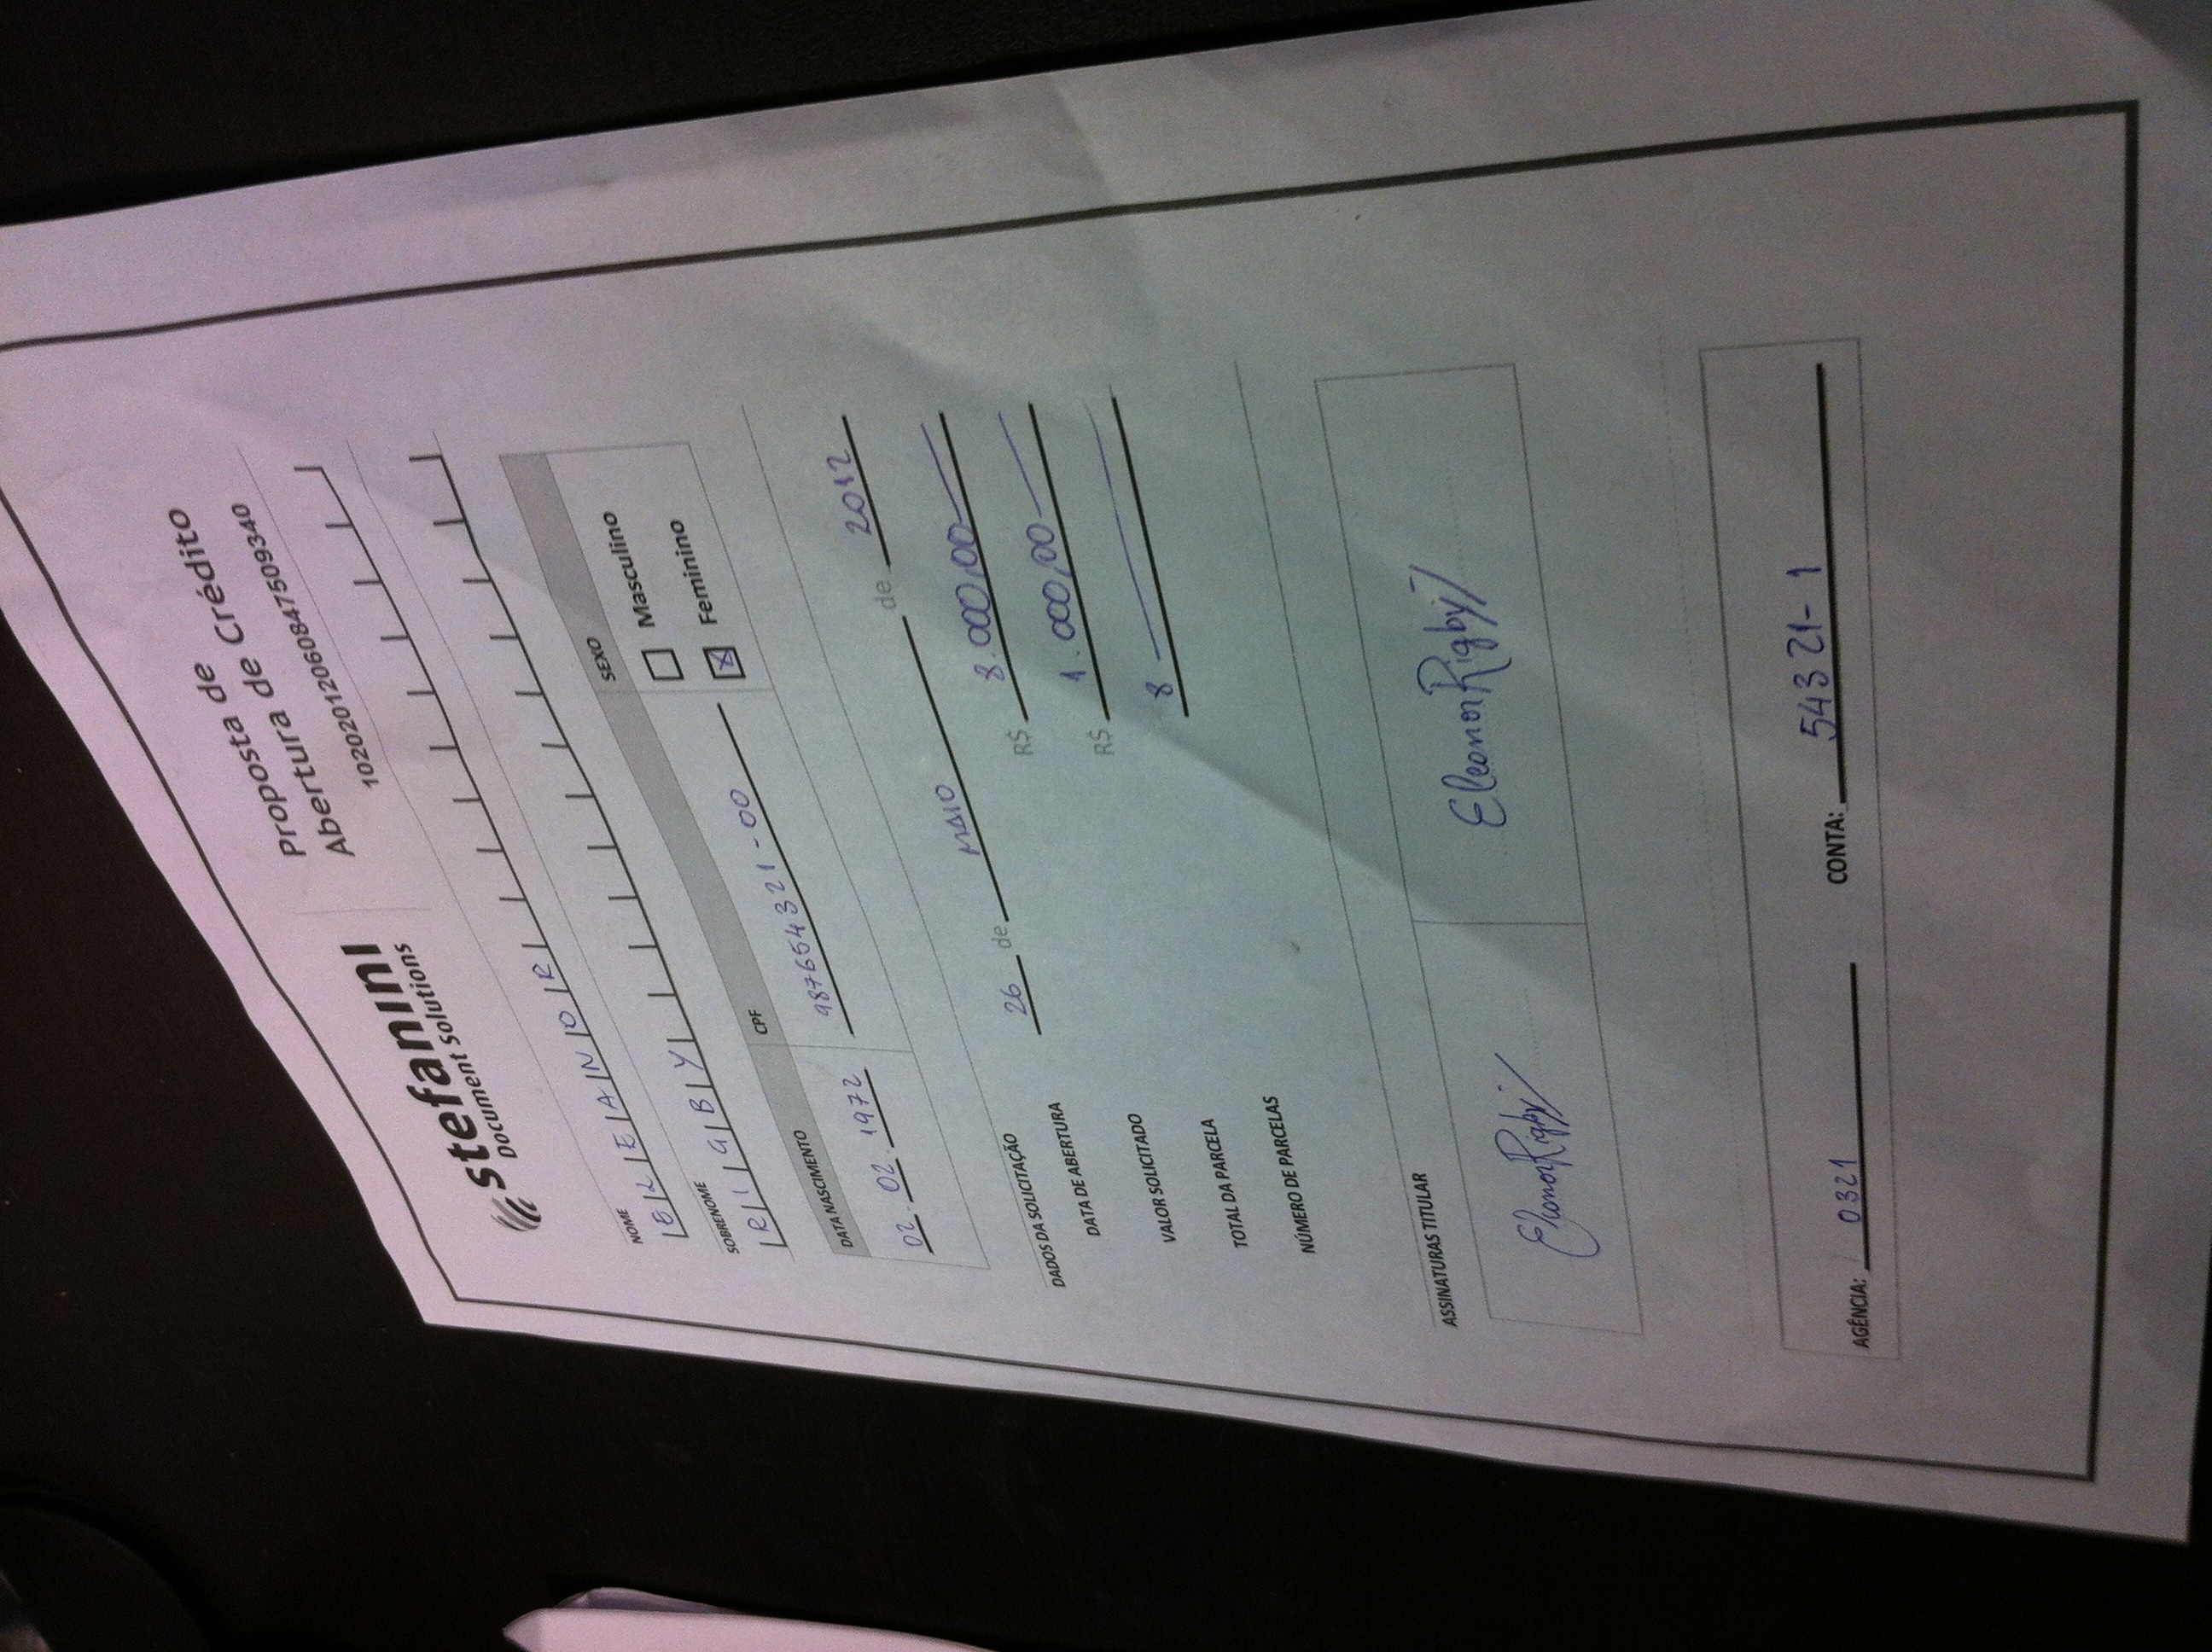 stefanini
Document Solutions
Proposta de
Abertura de Crédito
10202012060847509340
NOME
ELEANOR
SOBRENOME
RIGBY
DATA NASCIMENTO CPF SEXO
02.02.1972 987654321-00 Masculino
X Feminino
DADOS DA SOLICITAÇÃO
DATA DE ABERTURA 26 de MAIO de 2012
VALOR SOLICITADO R$ 8.000,00
TOTAL DA PARCELA R$ 1.000,00
NÚMERO DE PARCELAS 8
ASSINATURAS TITULAR
Eleonor Rigby Eleonor Rigby
AGÊNCIA: 0321 CONTA: 54321-1